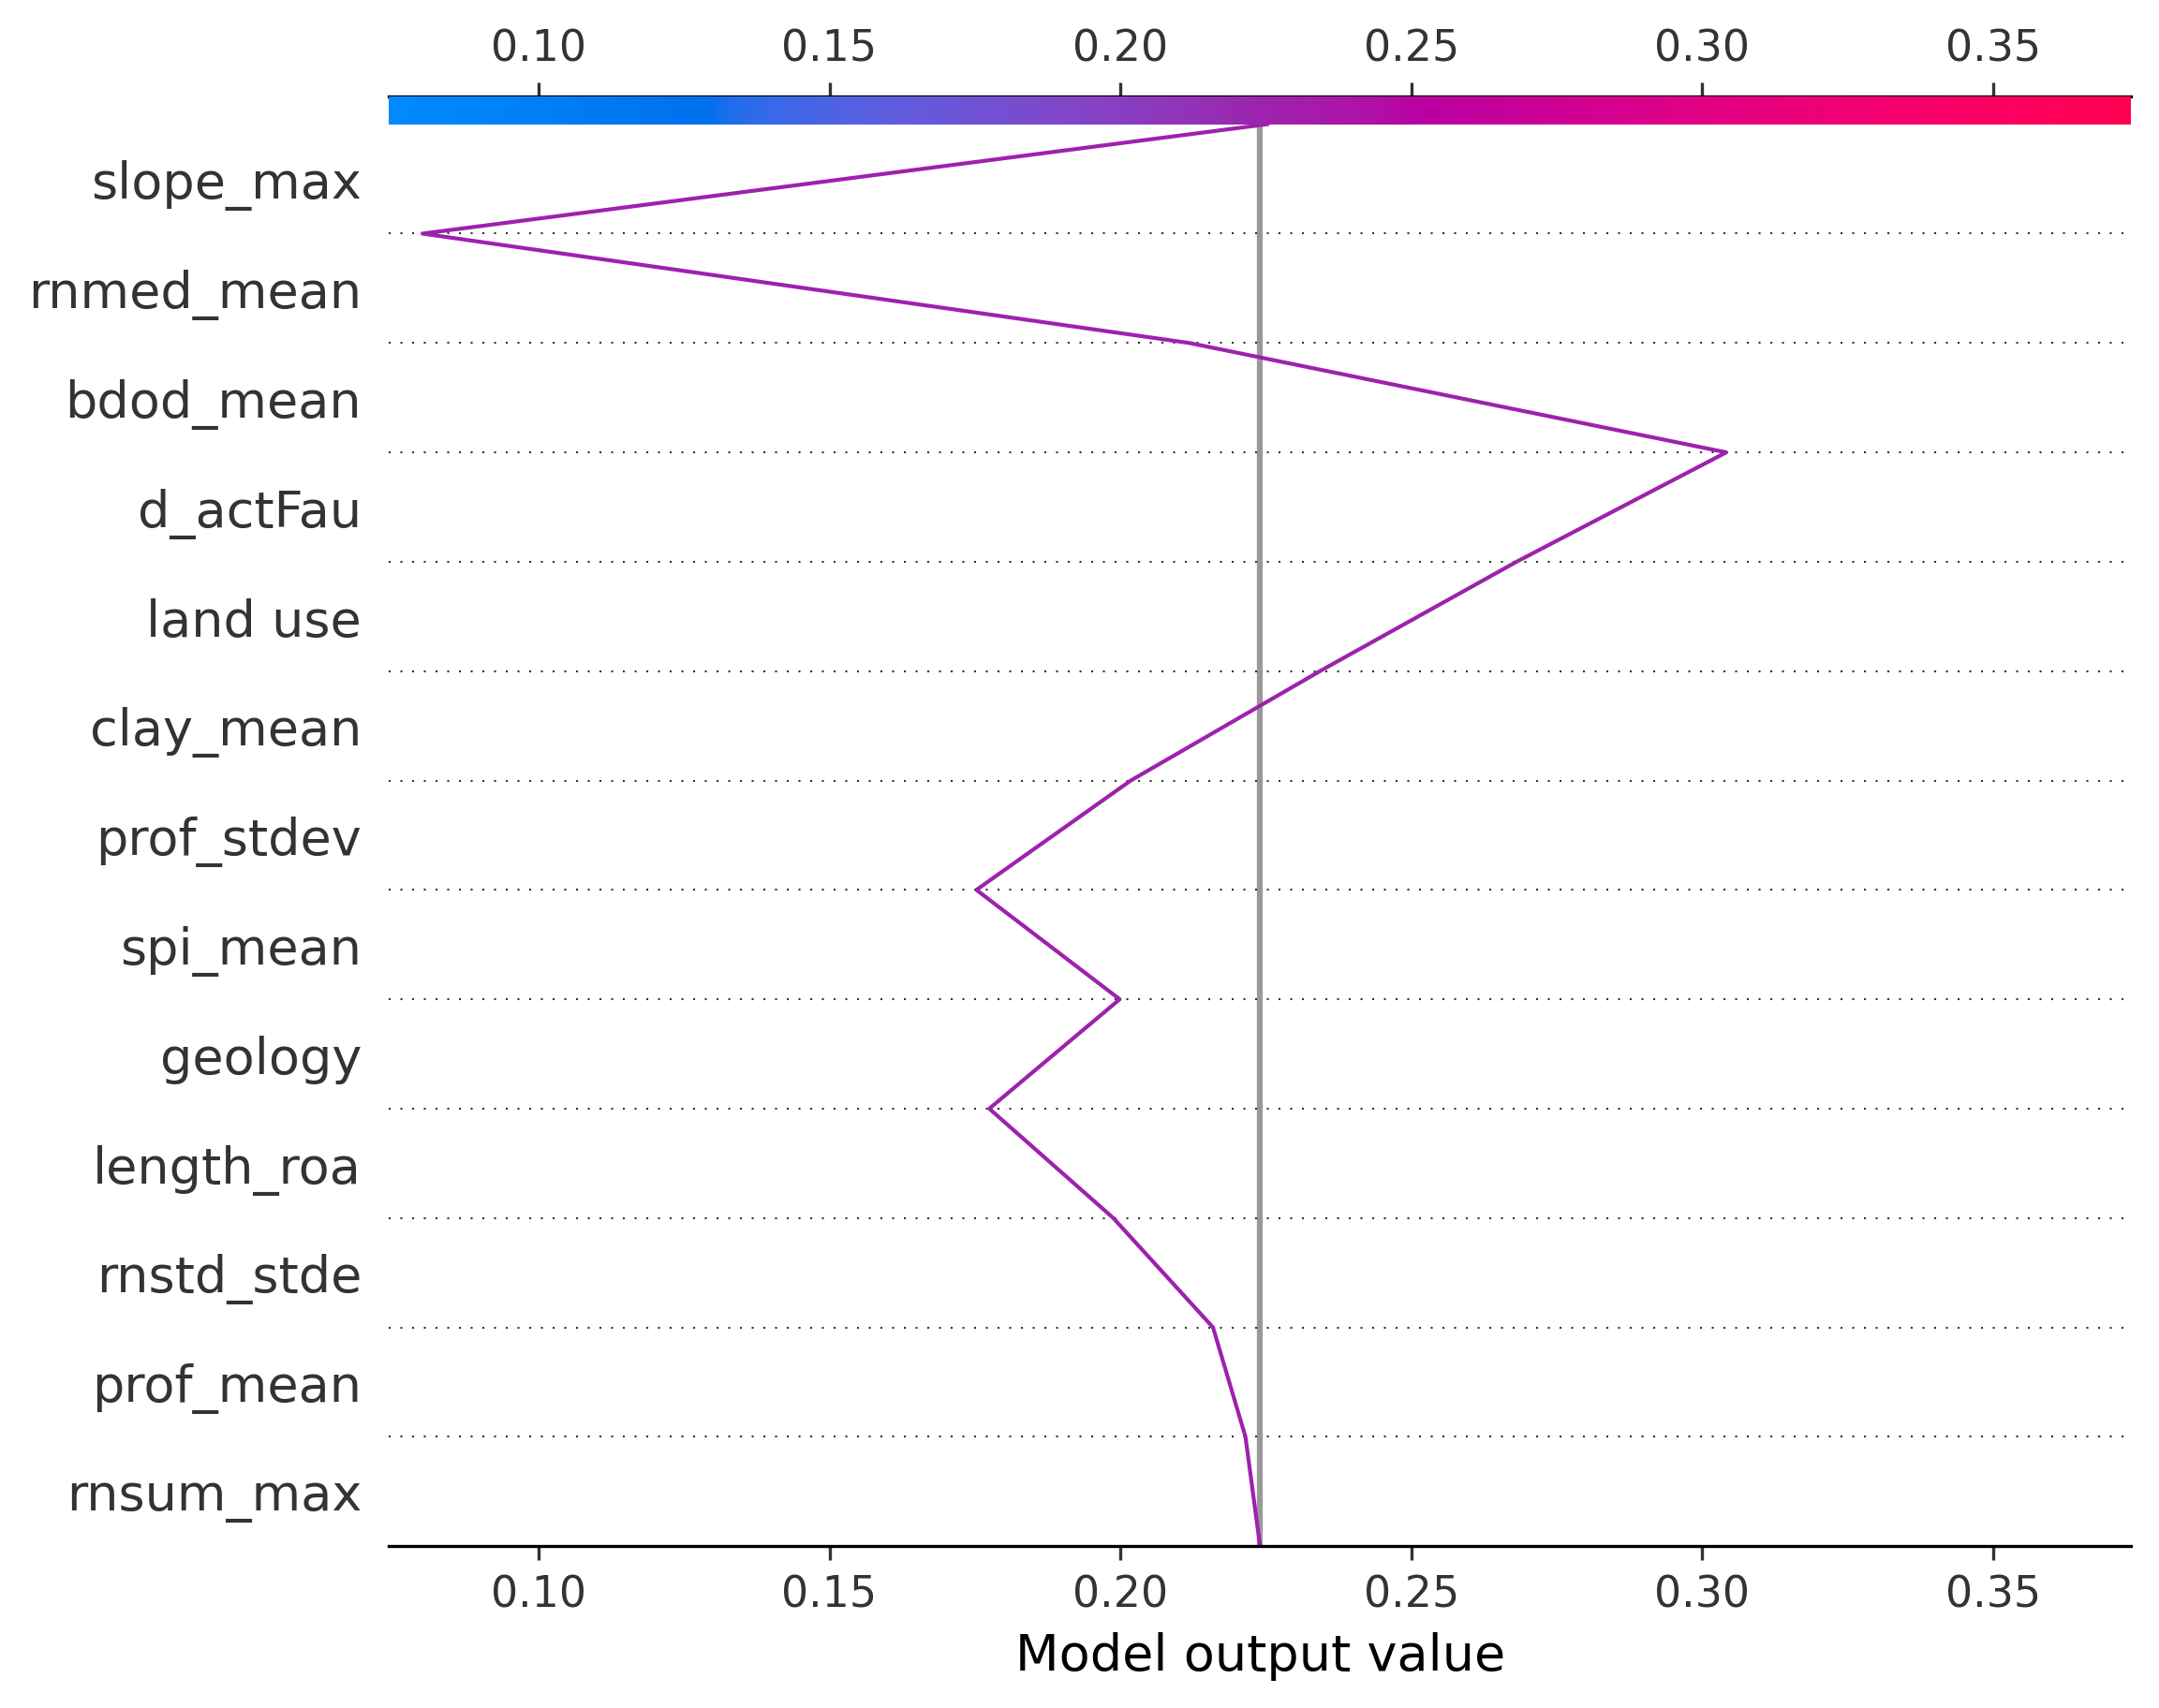 0.10 0.15 0.20 0.25 0.30 0.35
slope_max
rnmed_mean
bdod_mean
d_actFau
land use
clay_mean
prof_stdev
spi_mean
geology
length_roa
rnstd_stde
prof_mean
rnsum_max
0.10 0.15 0.20 0.25 0.30 0.35
Model output value